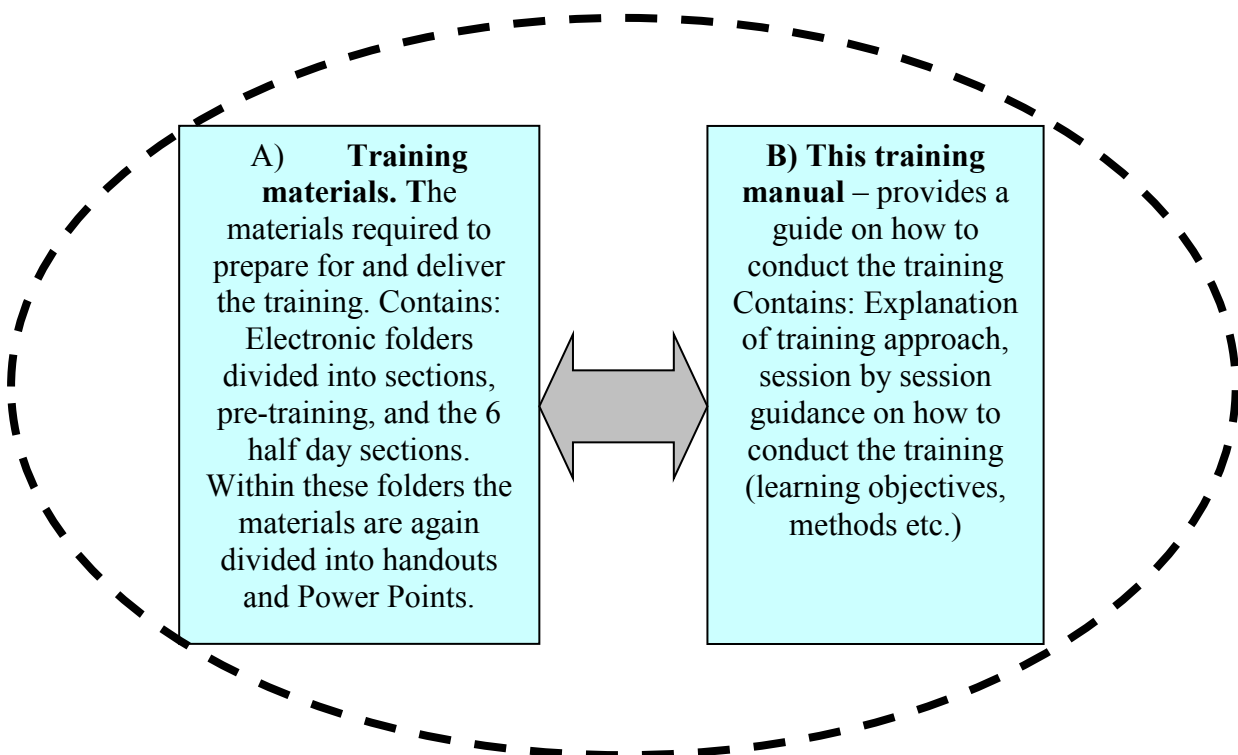 A) Training
materials. The
materials required to
prepare for and deliver
the training. Contains:
Electronic folders
divided into sections,
pre-training, and the 6
half day sections.
Within these folders the
materials are again
divided into handouts
and Power Points.
B) This training
manual – provides a
guide on how to
conduct the training
Contains: Explanation
of training approach,
session by session
guidance on how to
conduct the training
(learning objectives,
methods etc.)